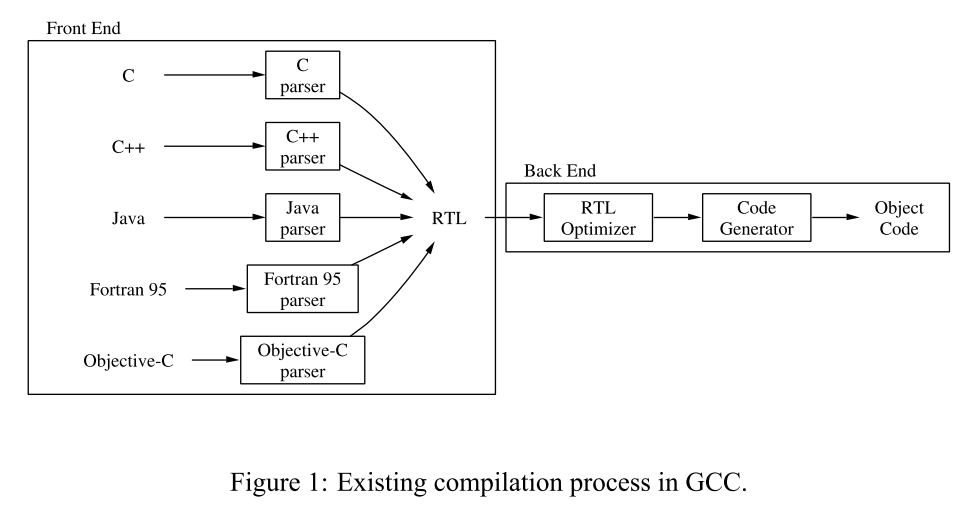 Front End
C
C
parser
C++
C++
parser
Java
Java
parser
Fortran 95
Fortran 95
parser
Objective-C
Objective-C
parser
RTL
Back End
RTL
Optimizer
Code
Generator
Object
Code
Figure 1: Existing compilation process in GCC.